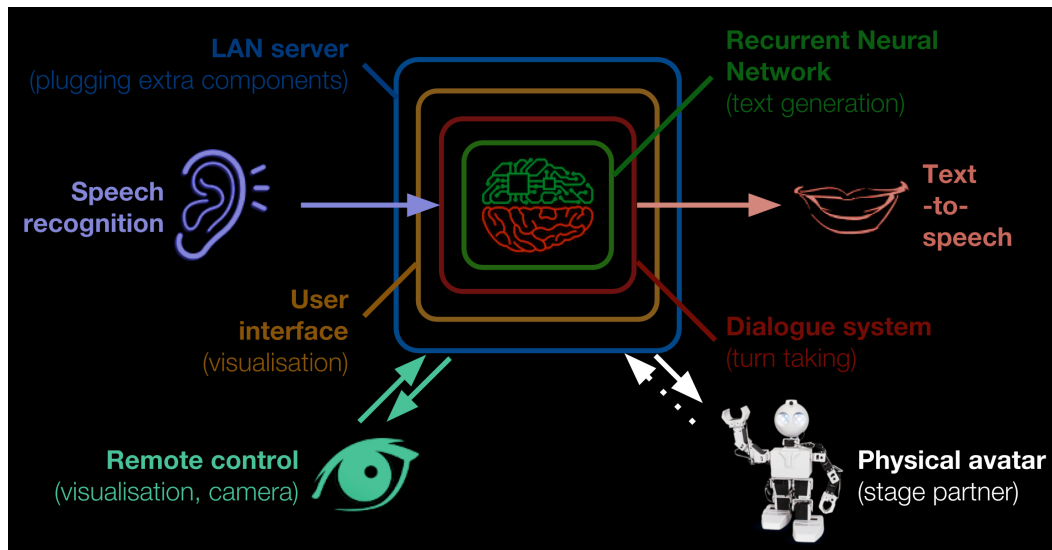 LAN server
(plugging extra components)
Recurrent Neural
Network
(text generation)
Speech
recognition
Text
-to-
speech
User
interface
(visualisation)
Dialogue system
(turn taking)
Remote control
(visualisation, camera)
Physical avatar
(stage partner)